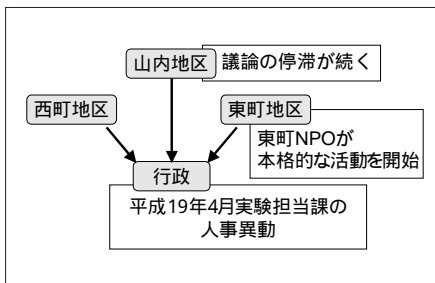 山内地区
議論の停滞が続く
西町地区
東町地区
東町NPOが
本格的な活動を開始
行政
平成19年4月実験担当課の
人事異動